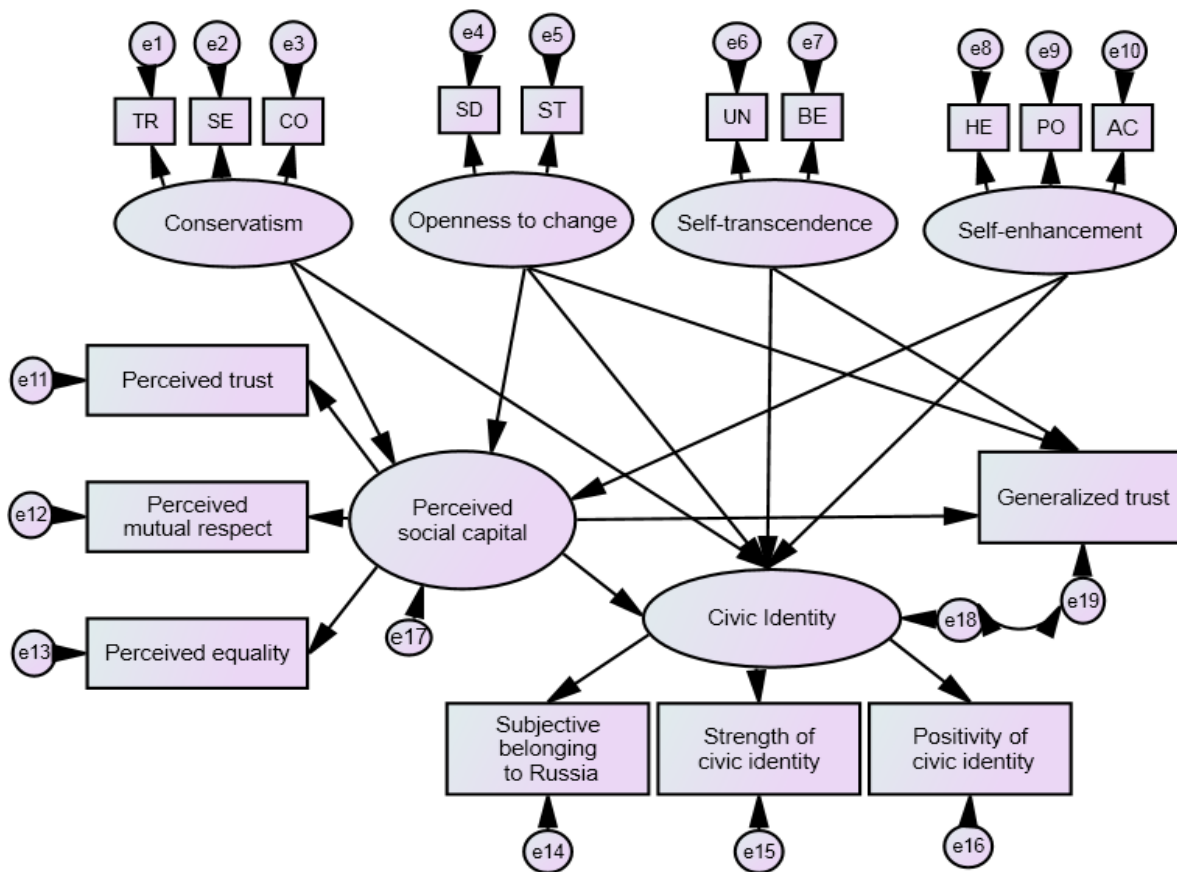 e1
e2
e3
e4
e5
e6
e7
e8
e9
e10
TR
SE
CO
SD
ST
UN
BE
HE
PO
AC
Conservatism
Openness to change
Self-transcendence
Self-enhancement
e11
Perceived trust
e12
Perceived
mutual respect
Perceived
social capital
Generalized trust
e13
Perceived equality
e17
Civic Identity
e18
e19
Subjective
belonging
to Russia
Strength of
civic identity
Positivity of
civic identity
e14
e15
e16